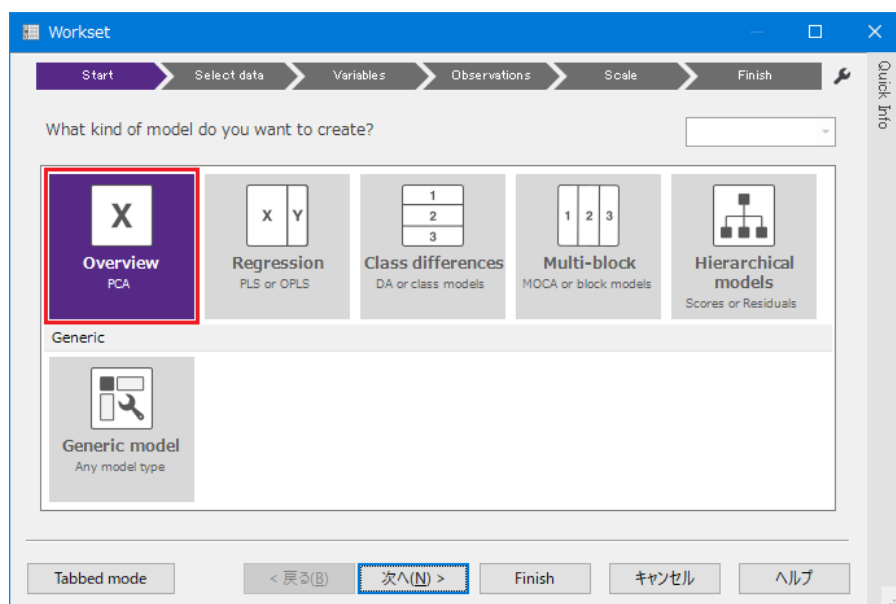 Workset
Start Select data Variables Observations Scale Finish
Quick Info
What kind of model do you want to create?
X
Overview
PCA
X Y
Regression
PLS or OPLS
1
2
3
Class differences
DA or class models
1 2 3
Multi-block
MOCA or block models
Hierarchical
models
Scores or Residuals
Generic
Generic model
Any model type
Tabbed mode < 戻る(B) 次へ(N) > Finish キャンセル ヘルプ